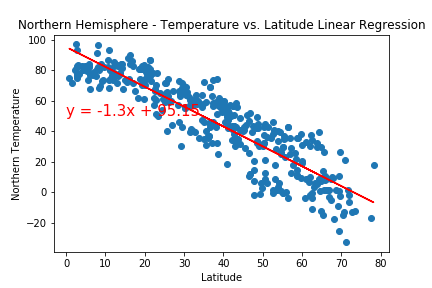 Northern Hemisphere - Temperature vs. Latitude Linear Regression
100
80
60
40
20
0
−20
Northern Temperature
y = -1.3x + 95.15
0 10 20 30 40 50 60 70 80
Latitude